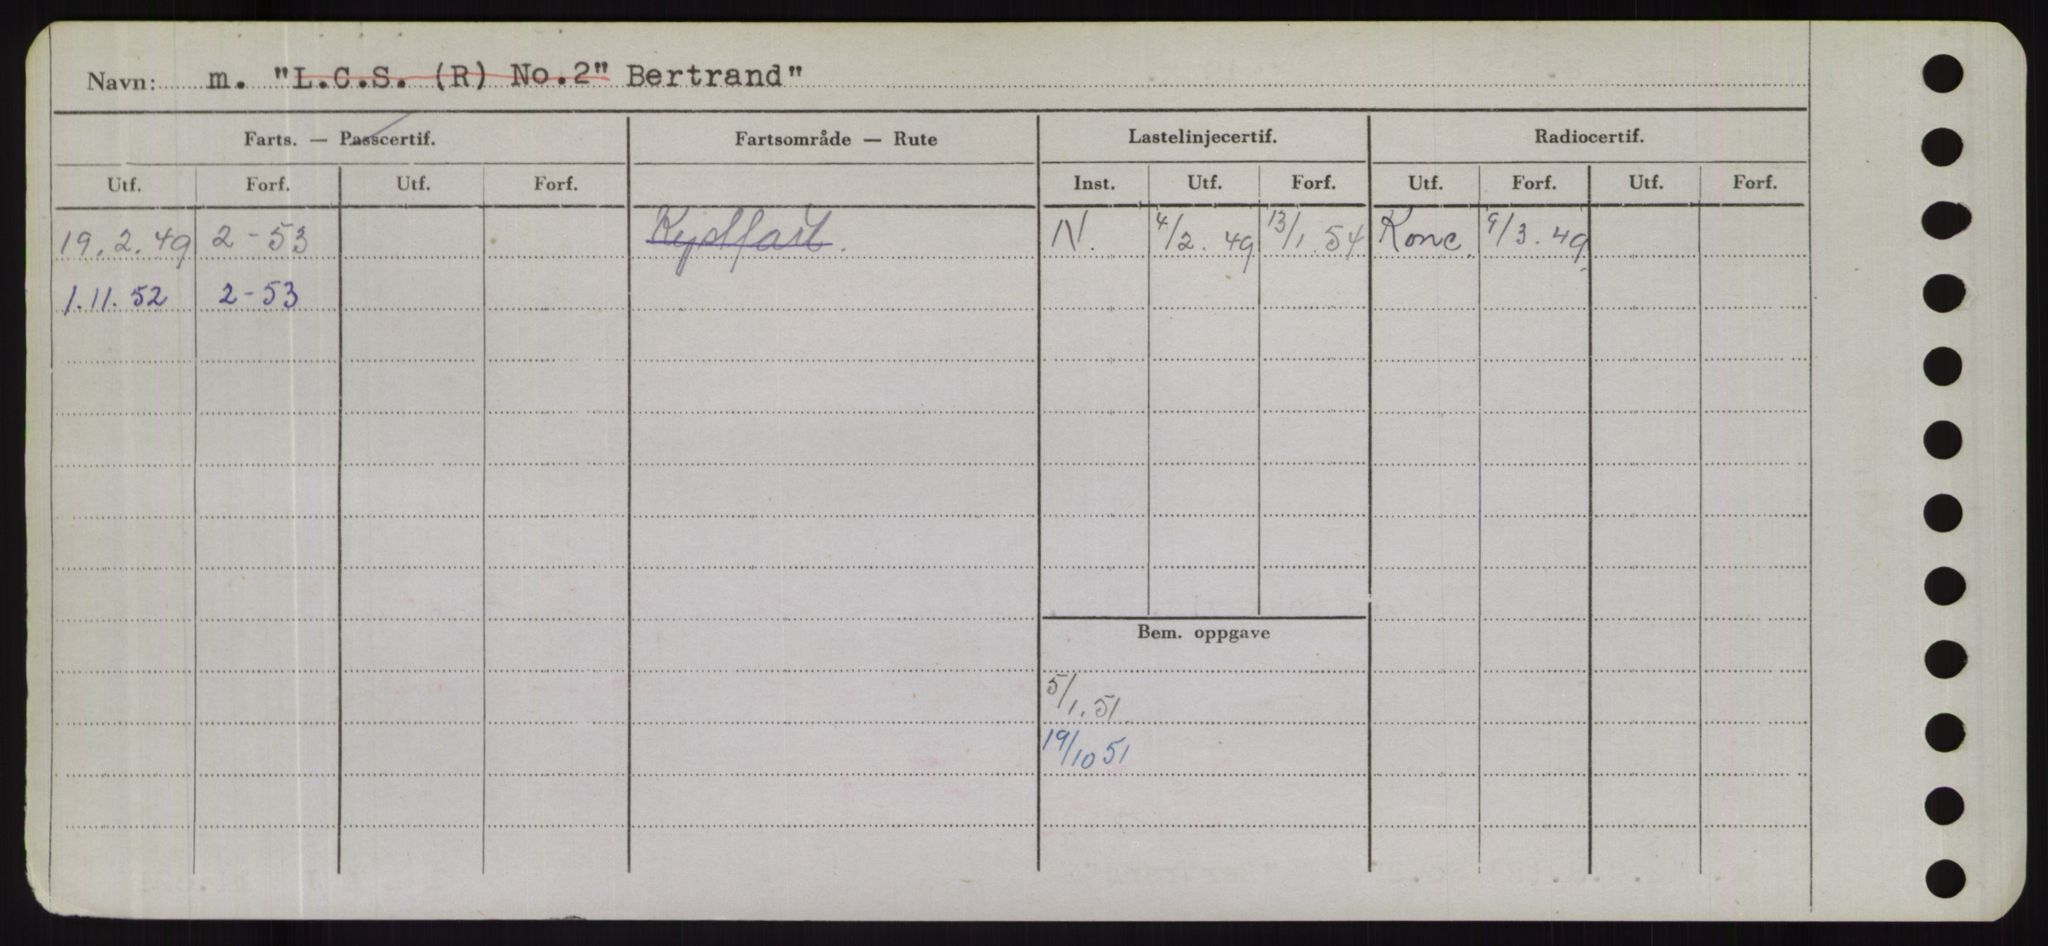 Navn: m. "L.C.S. (R) No.2" Bertrand"
Farts. — Passcertif. Fartsområde — Rute Lastelinjecertif. Radiocertif.
Utf. Forf. Utf. Forf. Inst. Utf. Forf. Utf. Forf. Utf. Forf.
19.2.49 2-53 Kystfart. N. 4/2.49 13/1.54 Konc. 9/3.49
1.11.52 2-53
Bem. oppgave
5/1.51
19/10 51